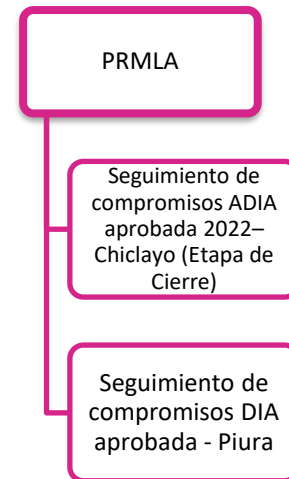 PRMLA
Seguimiento de
compromisos ADIA
aprobada 2022–
Chiclayo (Etapa de
Cierre)
Seguimiento de
compromisos DIA
aprobada - Piura